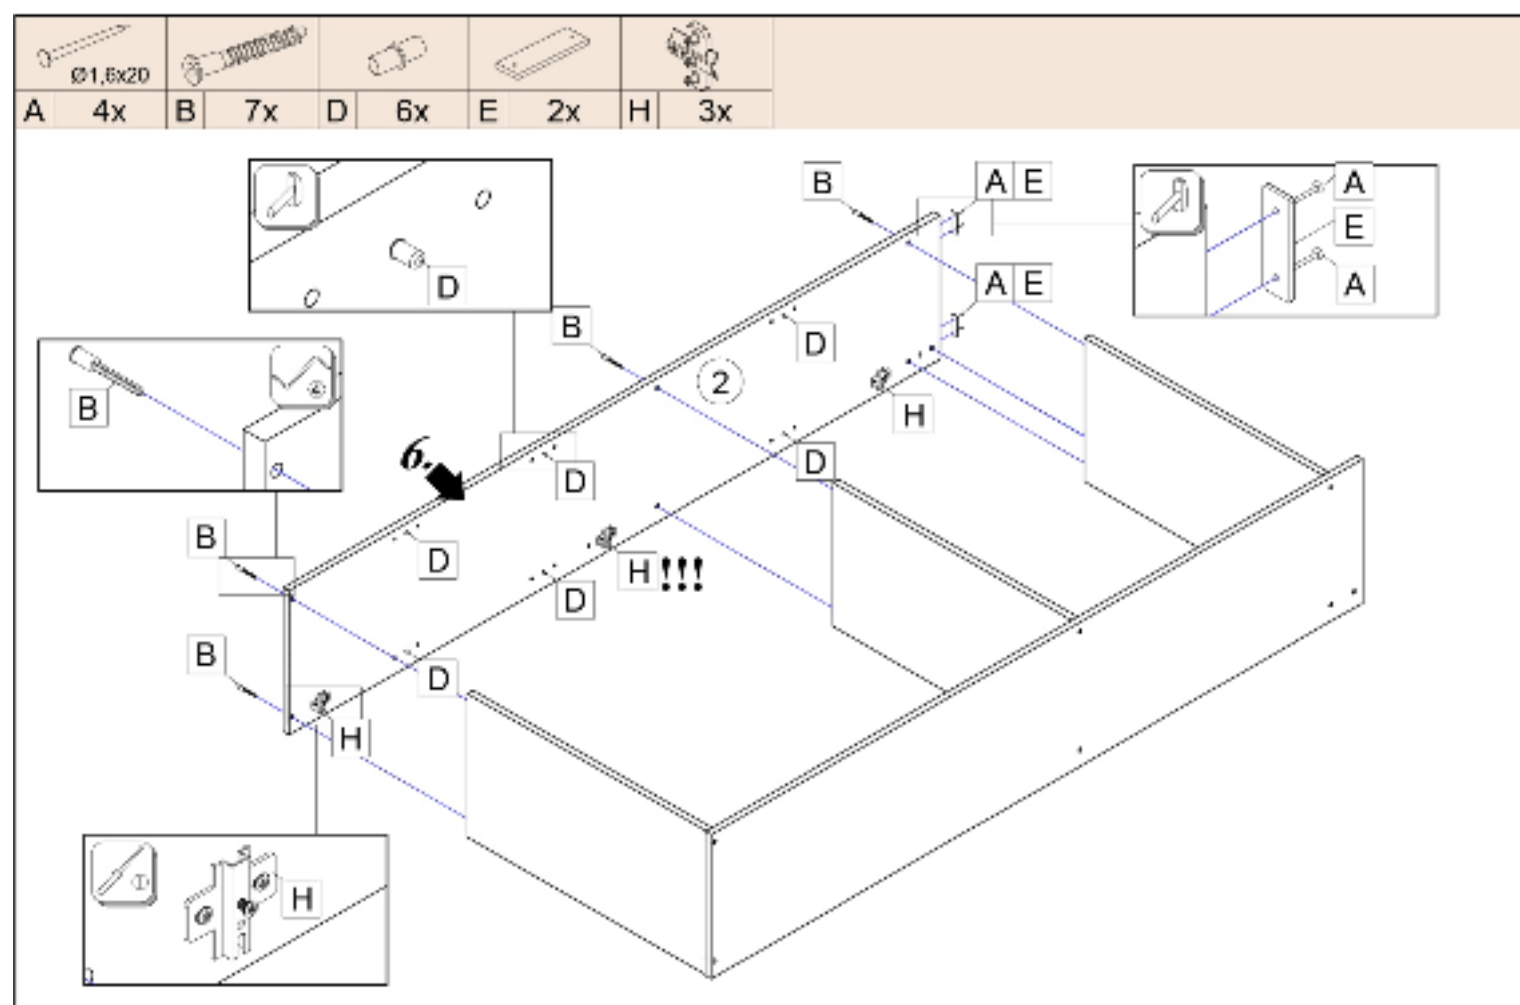 Ø1,6x20
A 4x B 7x D 6x E 2x H 3x
B A E A
D E
A E A
B D
B 2
H
6. D D
B D
H!!!
D
B D
H
H